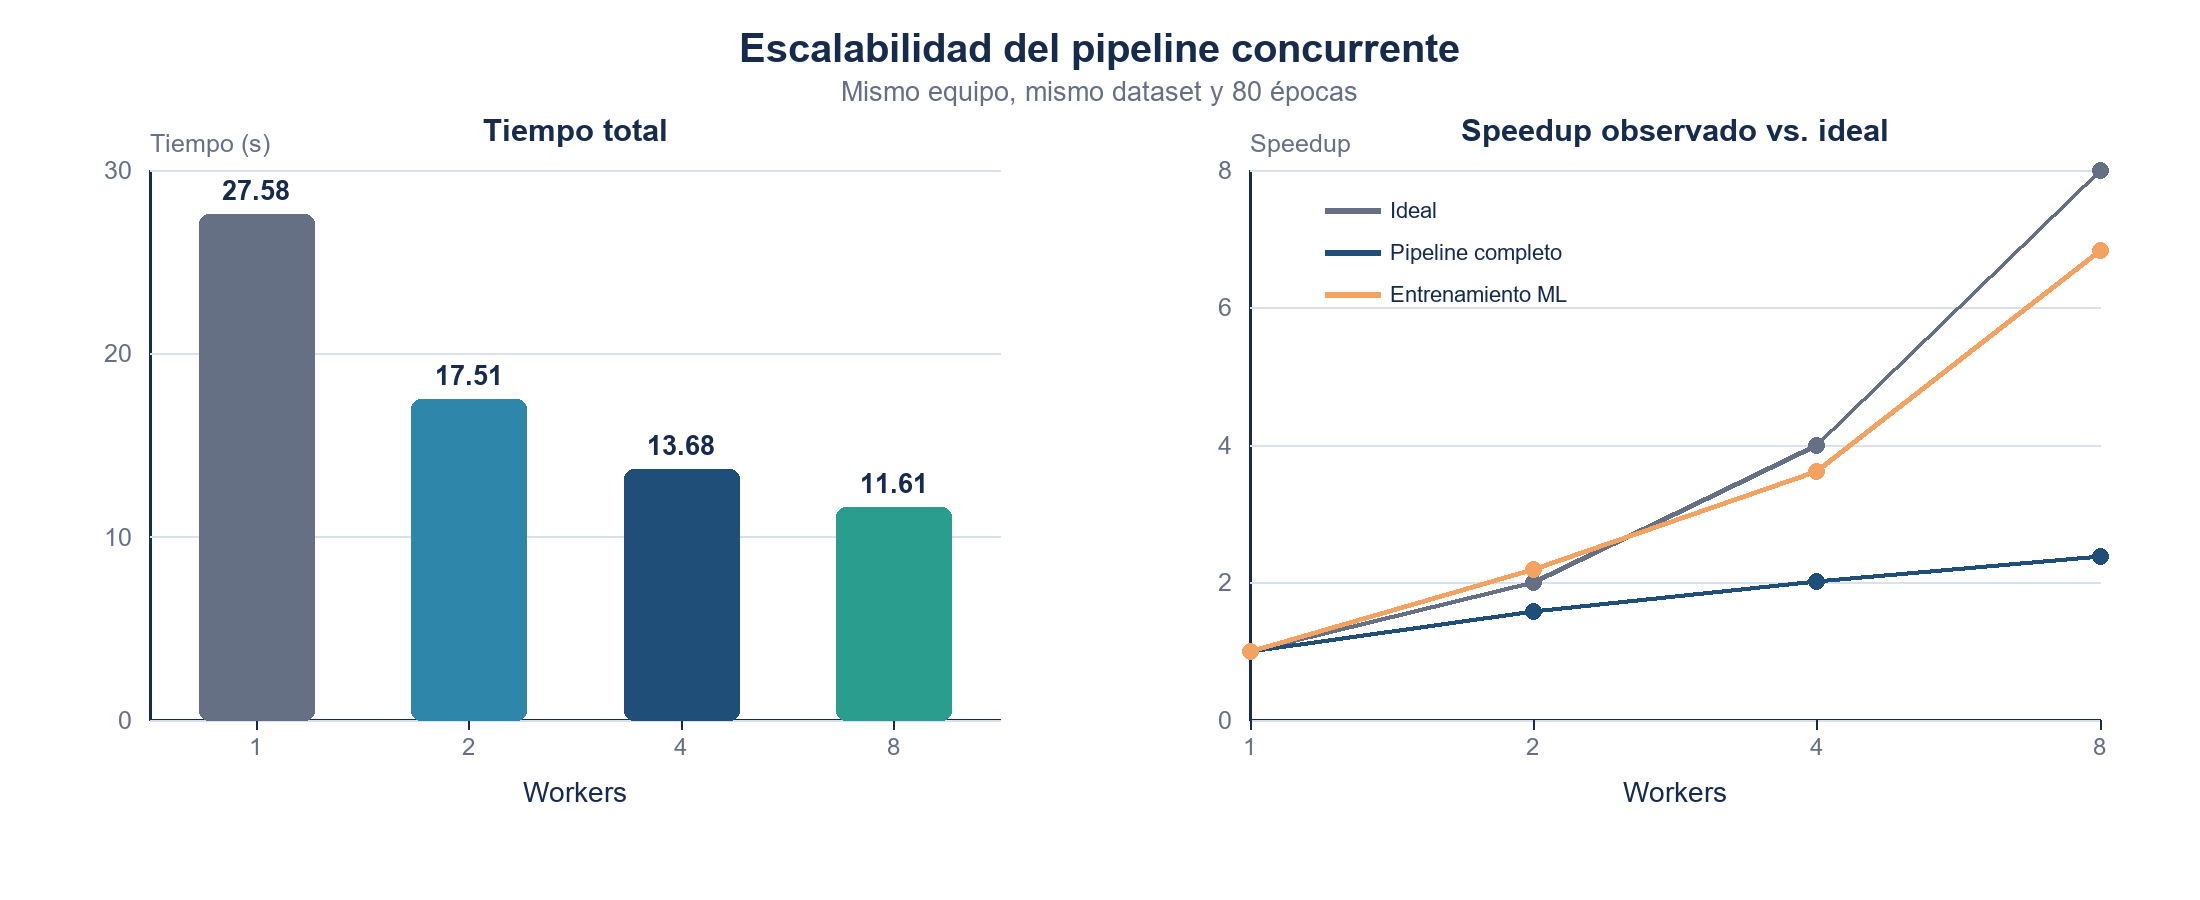 Escalabilidad del pipeline concurrente
Mismo equipo, mismo dataset y 80 épocas
Tiempo total
Tiempo (s)
30
20
10
0
27.58
17.51
13.68
11.61
1
2
4
8
Workers
Speedup observado vs. ideal
Speedup
8
6
4
2
0
Ideal
Pipeline completo
Entrenamiento ML
1
2
4
8
Workers